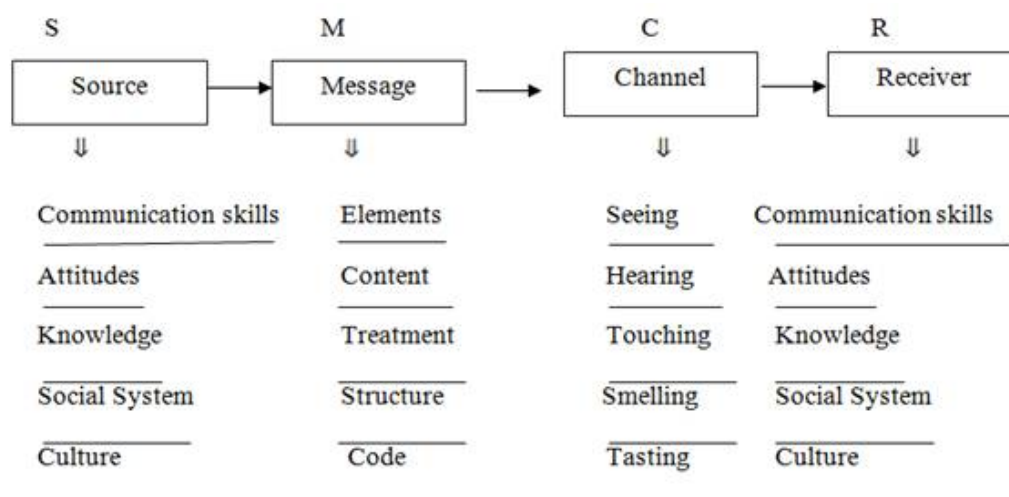 S M C R
Source Message Channel Receiver
Communication skills Elements Seeing Communication skills
Attitudes Content Hearing Attitudes
Knowledge Treatment Touching Knowledge
Social System Structure Smelling Social System
Culture Code Tasting Culture